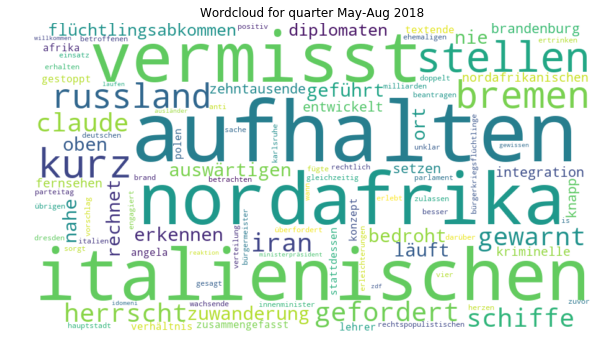 Wordcloud for quarter May-Aug 2018
willkommen betroffenen positiv ehemaligen ertrinken
flüchtlingsabkommen diplomaten textende brandenburg
afrika einsatz nie
vermisst stellen
erhalten laufen doppelt
gestoppt zehntausende milliarden nordafrikanischen
russland geführt beantragen bremen
claude ausländer entwickelt anti
aufhalten
deutschen unklar gewissen
oben polen sache karlsruhe ort parlament bürgerkriegsflüchtlinge
kurz auswärtigen setzen knapp
fernsehen brand fügte rechtlich integration
parteitag betrachten gleichzeitig zulassen is
nordafrika
übrigen engagiert besser
nahe rechnet vorschlag
erkennen überfordert konzept bedroht darüber gewarnt
dresden italien angela verteilung bürgermeister iran stattdessen erleichterungen läuft kriminelle
sorgt creation ministerpräsident vier
italienischen
idomeni gesagt zdf herzen
wachsende innenminister zuvor
herrscht zuwanderung gefordert schiffe
hauptstadt verhältnis zusammengefasst lehrer rechtspopulistischen